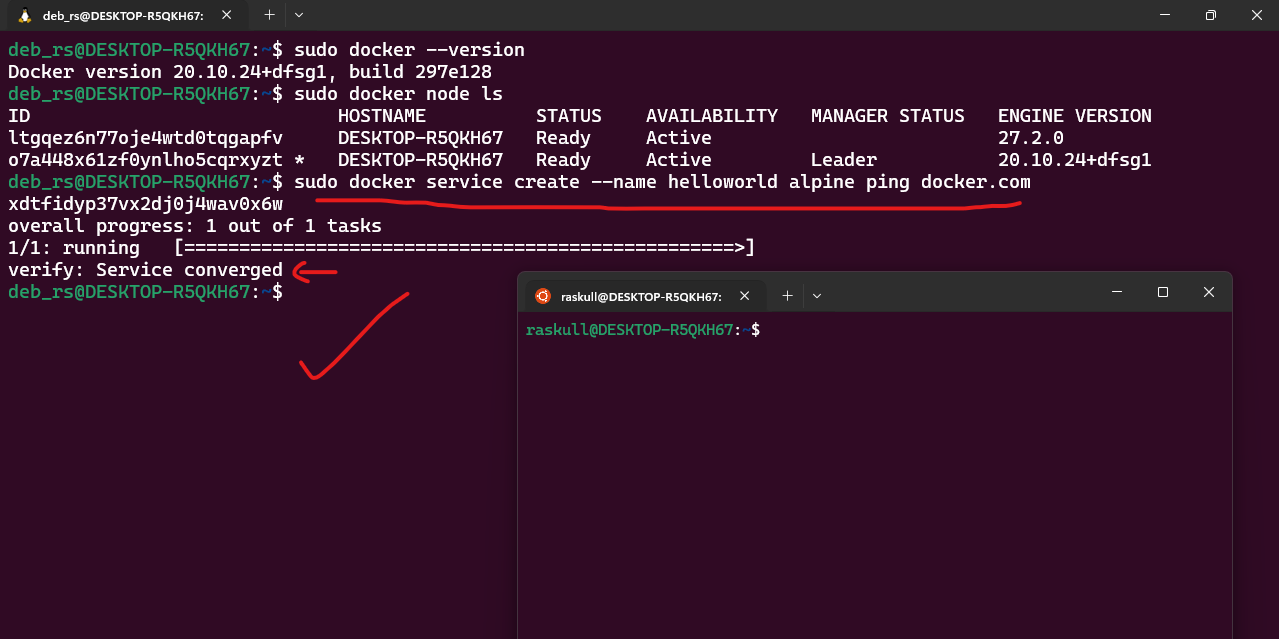 deb_rs@DESKTOP-R5QKH67:
deb_rs@DESKTOP-R5QKH67:~$ sudo docker --version
Docker version 20.10.24+dfsg1, build 297e128
deb_rs@DESKTOP-R5QKH67:~$ sudo docker node ls
ID HOSTNAME STATUS AVAILABILITY MANAGER STATUS ENGINE VERSION
ltgqez6n77oje4wtd0tqgapfv DESKTOP-R5QKH67 Ready Active 27.2.0
o7a448x61zf0ynlho5cqrxyzt * DESKTOP-R5QKH67 Ready Active Leader 20.10.24+dfsg1
deb_rs@DESKTOP-R5QKH67:~$ sudo docker service create --name helloworld alpine ping docker.com
xdtfidyp37vx2dj0j4wav0x6w
overall progress: 1 out of 1 tasks
1/1: running [==================================================>]
verify: Service converged
deb_rs@DESKTOP-R5QKH67:~$
raskull@DESKTOP-R5QKH67:
raskull@DESKTOP-R5QKH67:~$